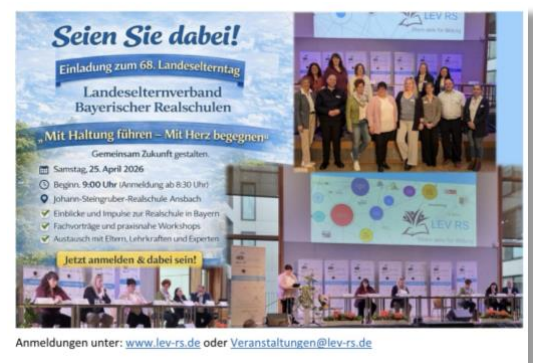 Seien Sie dabei!
Einladung zum 68. Landeselterntag
Landeselternverband
Bayerischer Realschulen
„Mit Haltung führen – Mit Herz begegnen“
Gemeinsam Zukunft gestalten.
Samstag, 25. April 2026
Beginn: 9:00 Uhr (Anmeldung ab 8:30 Uhr)
Johann-Steingruber-Realschule Ansbach
Einblicke und Impulse zur Realschule in Bayern
Fachvorträge und praxisnahe Workshops
Austausch mit Eltern, Lehrkräften und Experten
Jetzt anmelden & dabei sein!
LEV RS
LEV RS
Anmeldungen unter: www.lev-rs.de oder Veranstaltungen@lev-rs.de